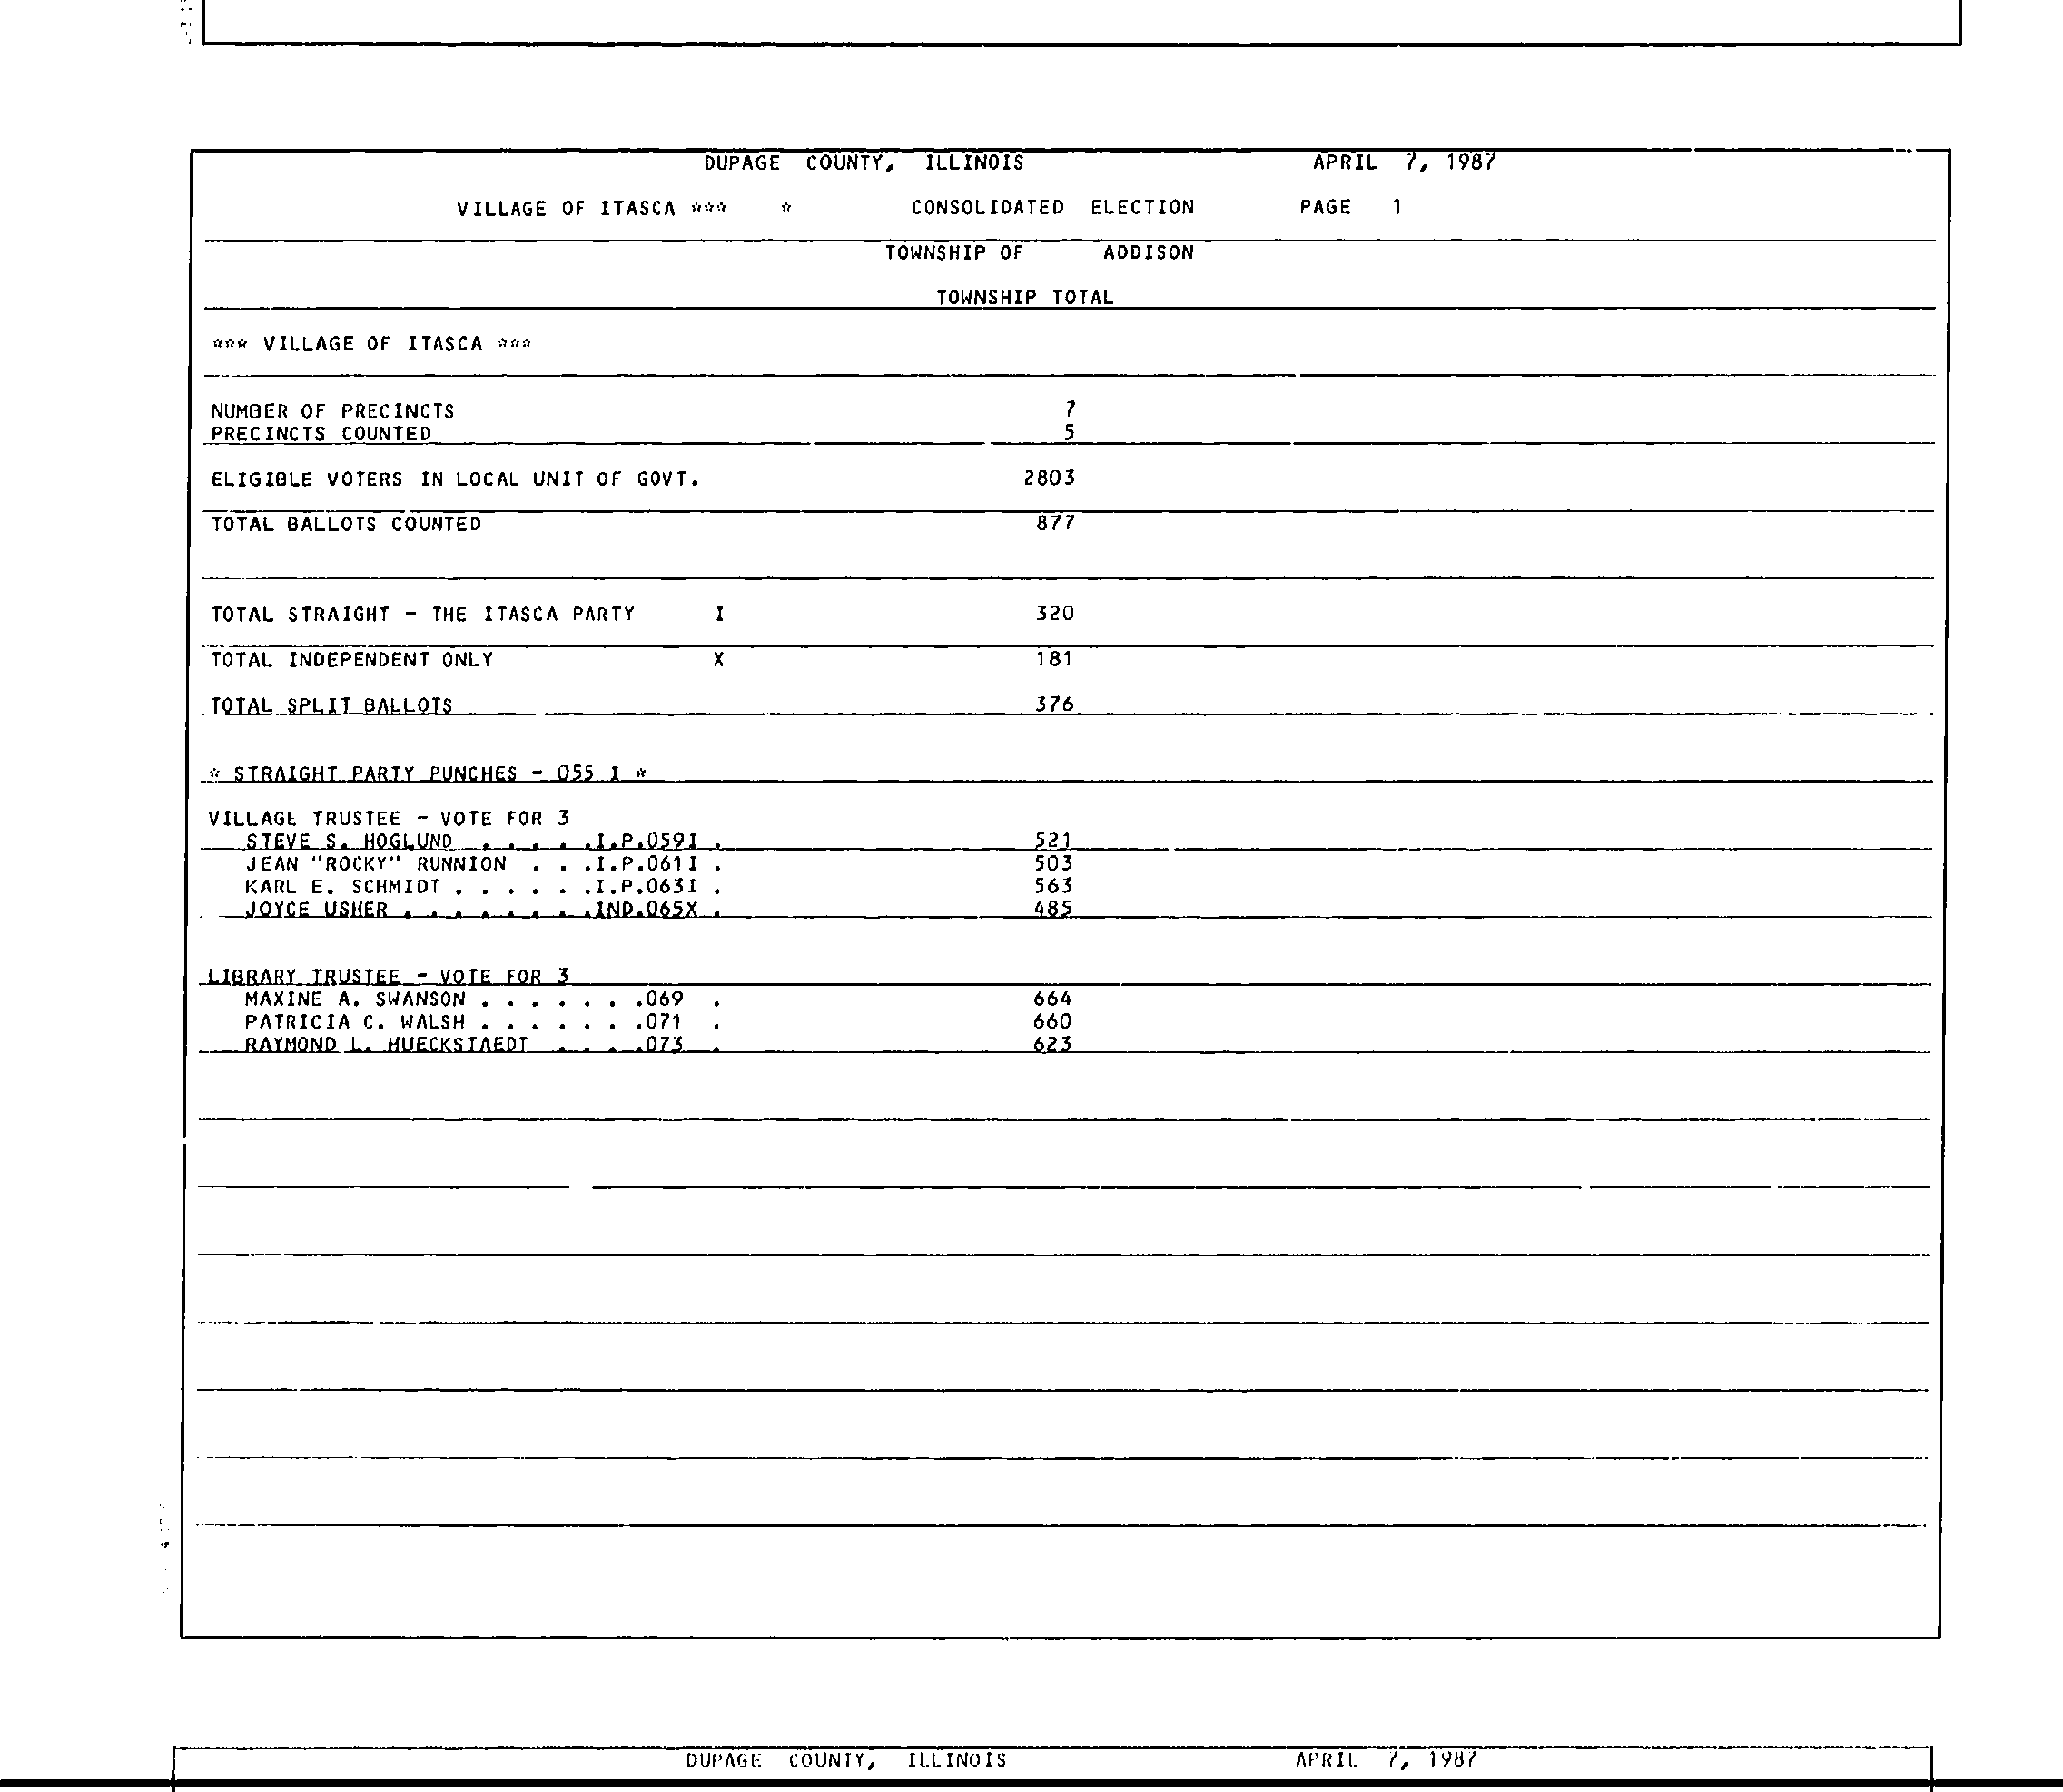 DUPAGE COUNTY, ILLINOIS APRIL 7, 1987
VILLAGE OF ITASCA *** * CONSOLIDATED ELECTION PAGE 1
TOWNSHIP OF ADDISON
TOWNSHIP TOTAL
*** VILLAGE OF ITASCA ***
NUMBER OF PRECINCTS 7
PRECINCTS COUNTED 5
ELIGIBLE VOTERS IN LOCAL UNIT OF GOVT. 2803
TOTAL BALLOTS COUNTED 877
TOTAL STRAIGHT - THE ITASCA PARTY I 320
TOTAL INDEPENDENT ONLY X 181
TOTAL SPLIT BALLOTS 376
* STRAIGHT PARTY PUNCHES - 055 I *
VILLAGE TRUSTEE - VOTE FOR 3
STEVE S. HOGLUND . . . . .I.P.059I . 521
JEAN "ROCKY" RUNNION . . .I.P.061I . 503
KARL E. SCHMIDT . . . . . .I.P.063I . 563
JOYCE USHER . . . . . . . .IND.065X . 485
LIBRARY TRUSTEE - VOTE FOR 3
MAXINE A. SWANSON . . . . . . .069 . 664
PATRICIA C. WALSH . . . . . . .071 . 660
RAYMOND L. HUECKSTAEDT . . . .073 . 623
DUPAGE COUNTY, ILLINOIS APRIL 7, 1987